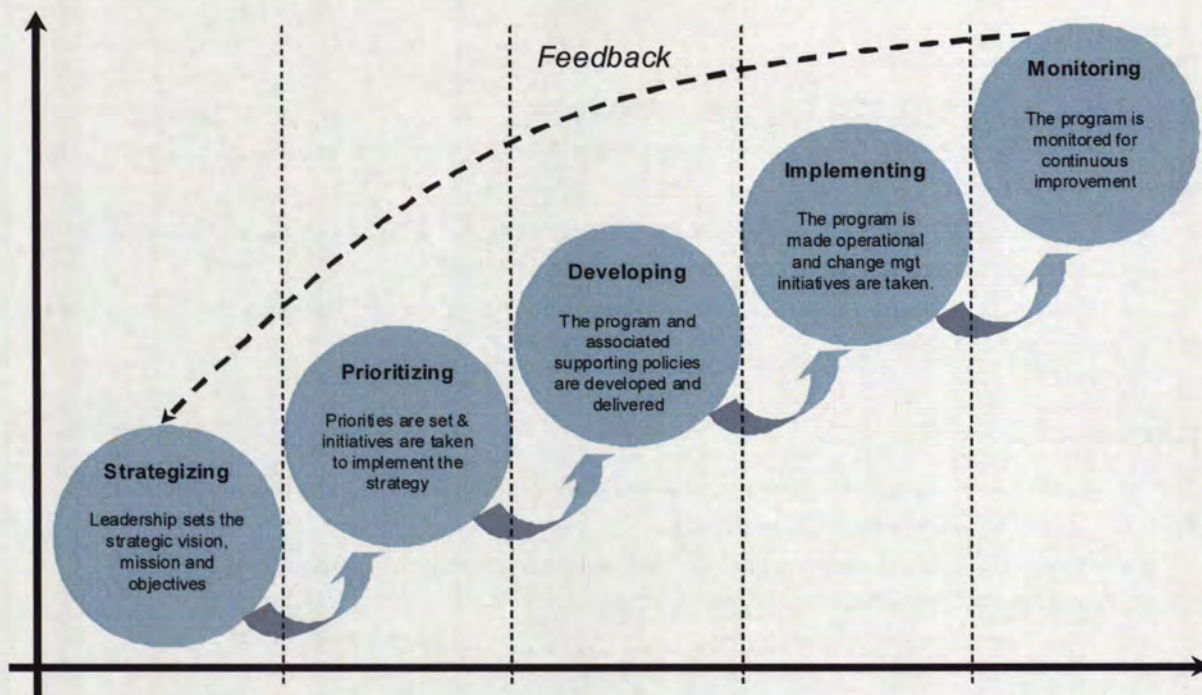 Feedback
Monitoring
The program is
monitored for
continuous
improvement
Implementing
The program is
made operational
and change mgt
initiatives are taken.
Developing
The program and
associated
supporting policies
are developed and
delivered
Prioritizing
Priorities are set &
initiatives are taken
to implement the
strategy
Strategizing
Leadership sets the
strategic vision,
mission and
objectives